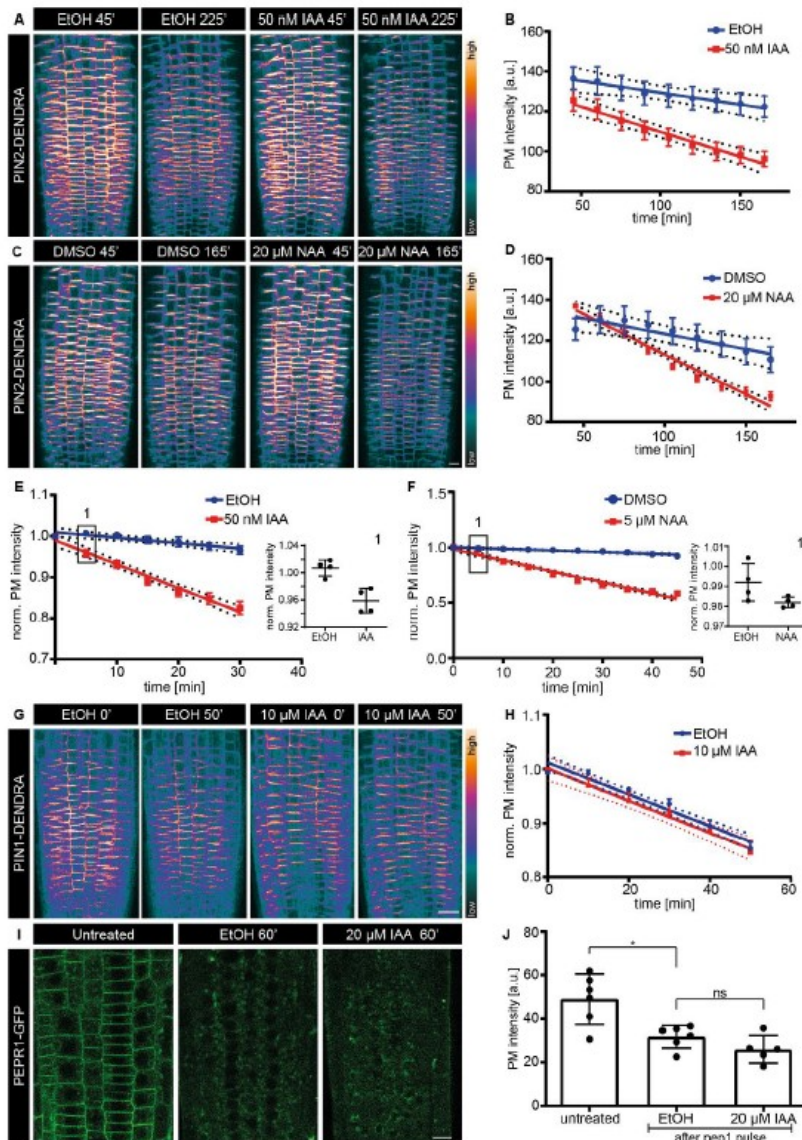 A EtOH 45' EtOH 225' 50 nM IAA 45' 50 nM IAA 225'
PIN2-DENDRA
high
low
B
EtOH
50 nM IAA
PM intensity [a.u.]
160
140
120
100
80
50 100 150
time [min]
C DMSO 45' DMSO 165' 20 µM NAA 45' 20 µM NAA 165'
PIN2-DENDRA
high
low
D
DMSO
20 µM NAA
PM intensity [a.u.]
160
140
120
100
80
50 100 150
time [min]
E
EtOH
50 nM IAA
norm. PM intensity
1.1
1.0
0.9
0.8
0.7
10 20 30 40
time [min]
1
1
norm. PM intensity
1.04
1.00
0.96
0.92
EtOH IAA
F
DMSO
5 µM NAA
norm. PM intensity
1.5
1.0
0.5
0.0
0 10 20 30 40 50
time [min]
1
1
norm. PM intensity
1.01
1.00
0.99
0.98
0.97
EtOH NAA
G EtOH 0' EtOH 50' 10 µM IAA 0' 10 µM IAA 50'
PIN1-DENDRA
high
low
H
EtOH
10 µM IAA
norm. PM intensity
1.1
1.0
0.9
0.8
0 20 40 60
time [min]
I Untreated EtOH 60' 20 µM IAA 60'
PEPR1-GFP
J
PM intensity [a.u.]
80
60
40
20
0
*
ns
untreated EtOH 20 µM IAA
after pep1 pulse